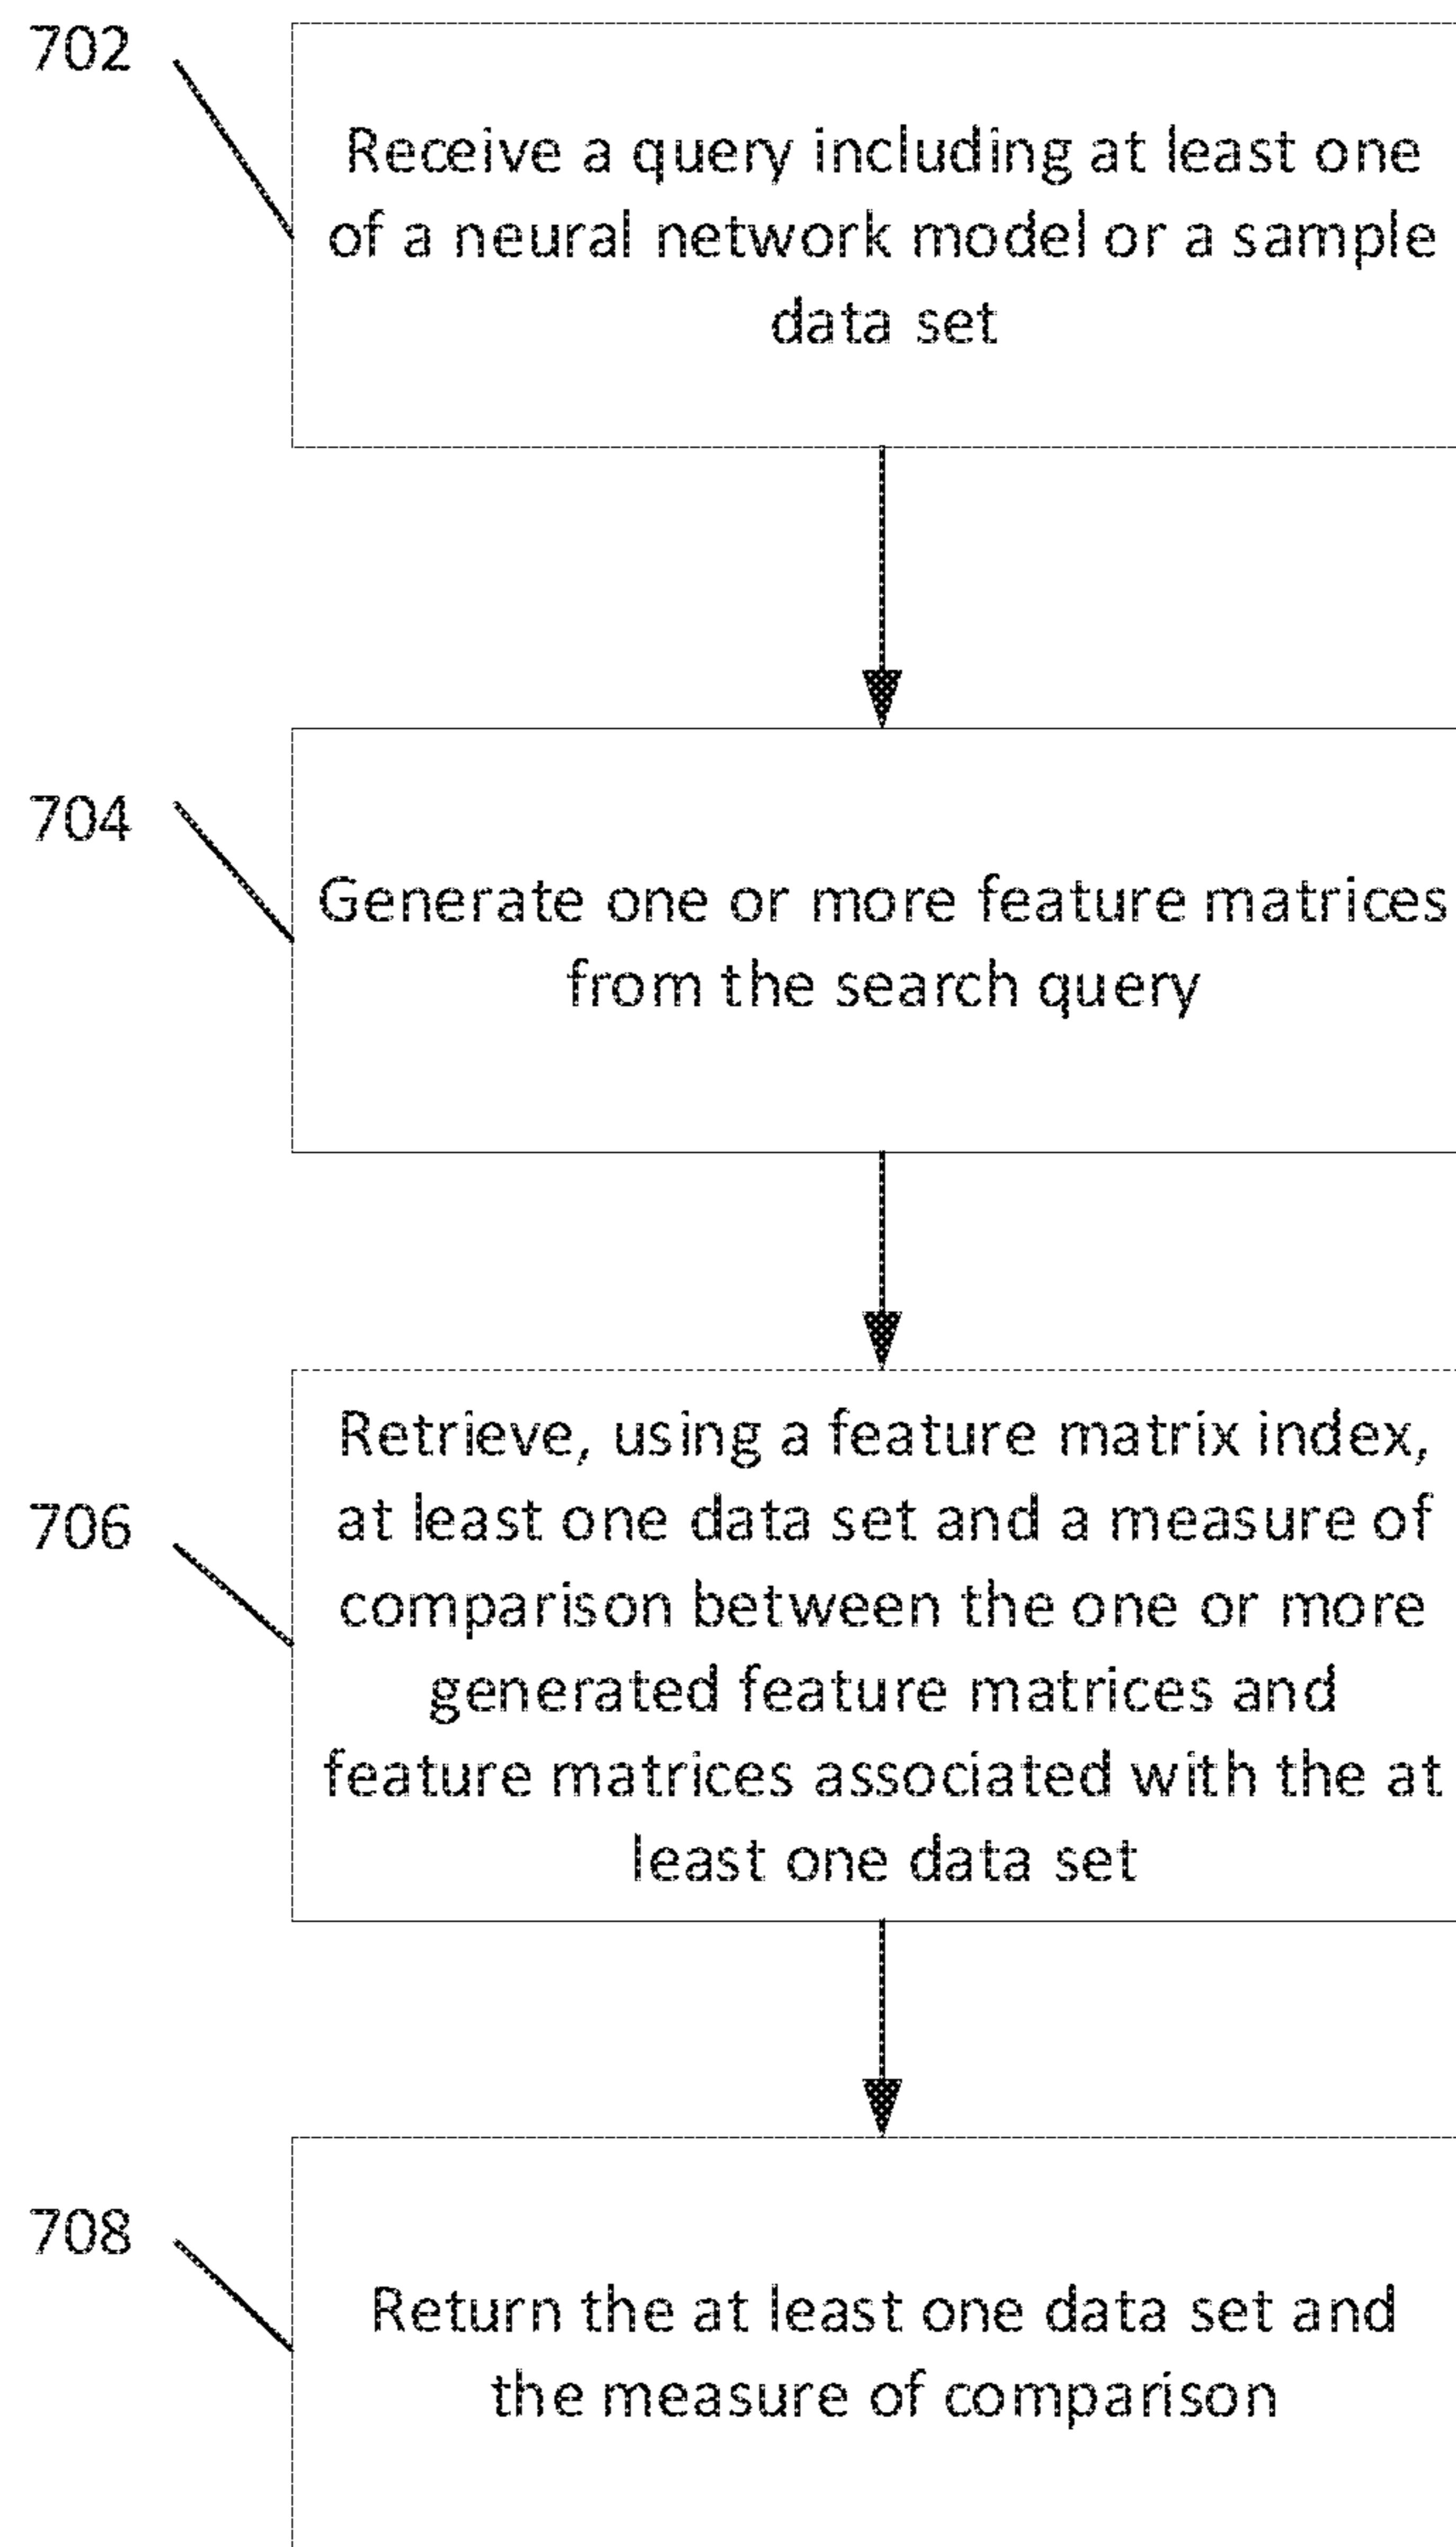 702
Receive a query including at least one
of a neural network model or a sample
data set
704
Generate one or more feature matrices
from the search query
706
Retrieve, using a feature matrix index,
at least one data set and a measure of
comparison between the one or more
generated feature matrices and
feature matrices associated with the at
least one data set
708
Return the at least one data set and
the measure of comparison